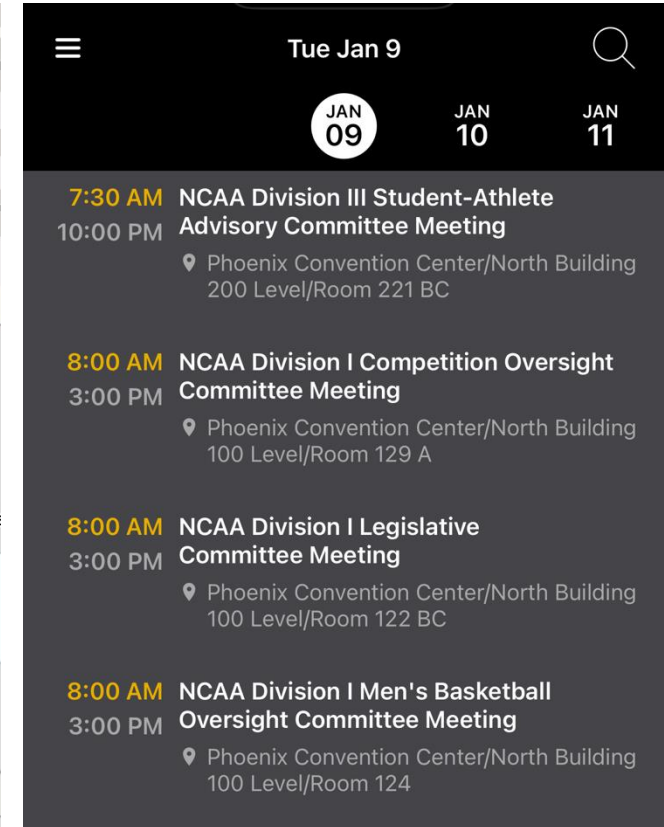 Tue Jan 9
JAN
09
JAN
10
JAN
11
7:30 AM NCAA Division III Student-Athlete
10:00 PM Advisory Committee Meeting
Phoenix Convention Center/North Building
200 Level/Room 221 BC
8:00 AM NCAA Division I Competition Oversight
3:00 PM Committee Meeting
Phoenix Convention Center/North Building
100 Level/Room 129 A
8:00 AM NCAA Division I Legislative
3:00 PM Committee Meeting
Phoenix Convention Center/North Building
100 Level/Room 122 BC
8:00 AM NCAA Division I Men's Basketball
3:00 PM Oversight Committee Meeting
Phoenix Convention Center/North Building
100 Level/Room 124